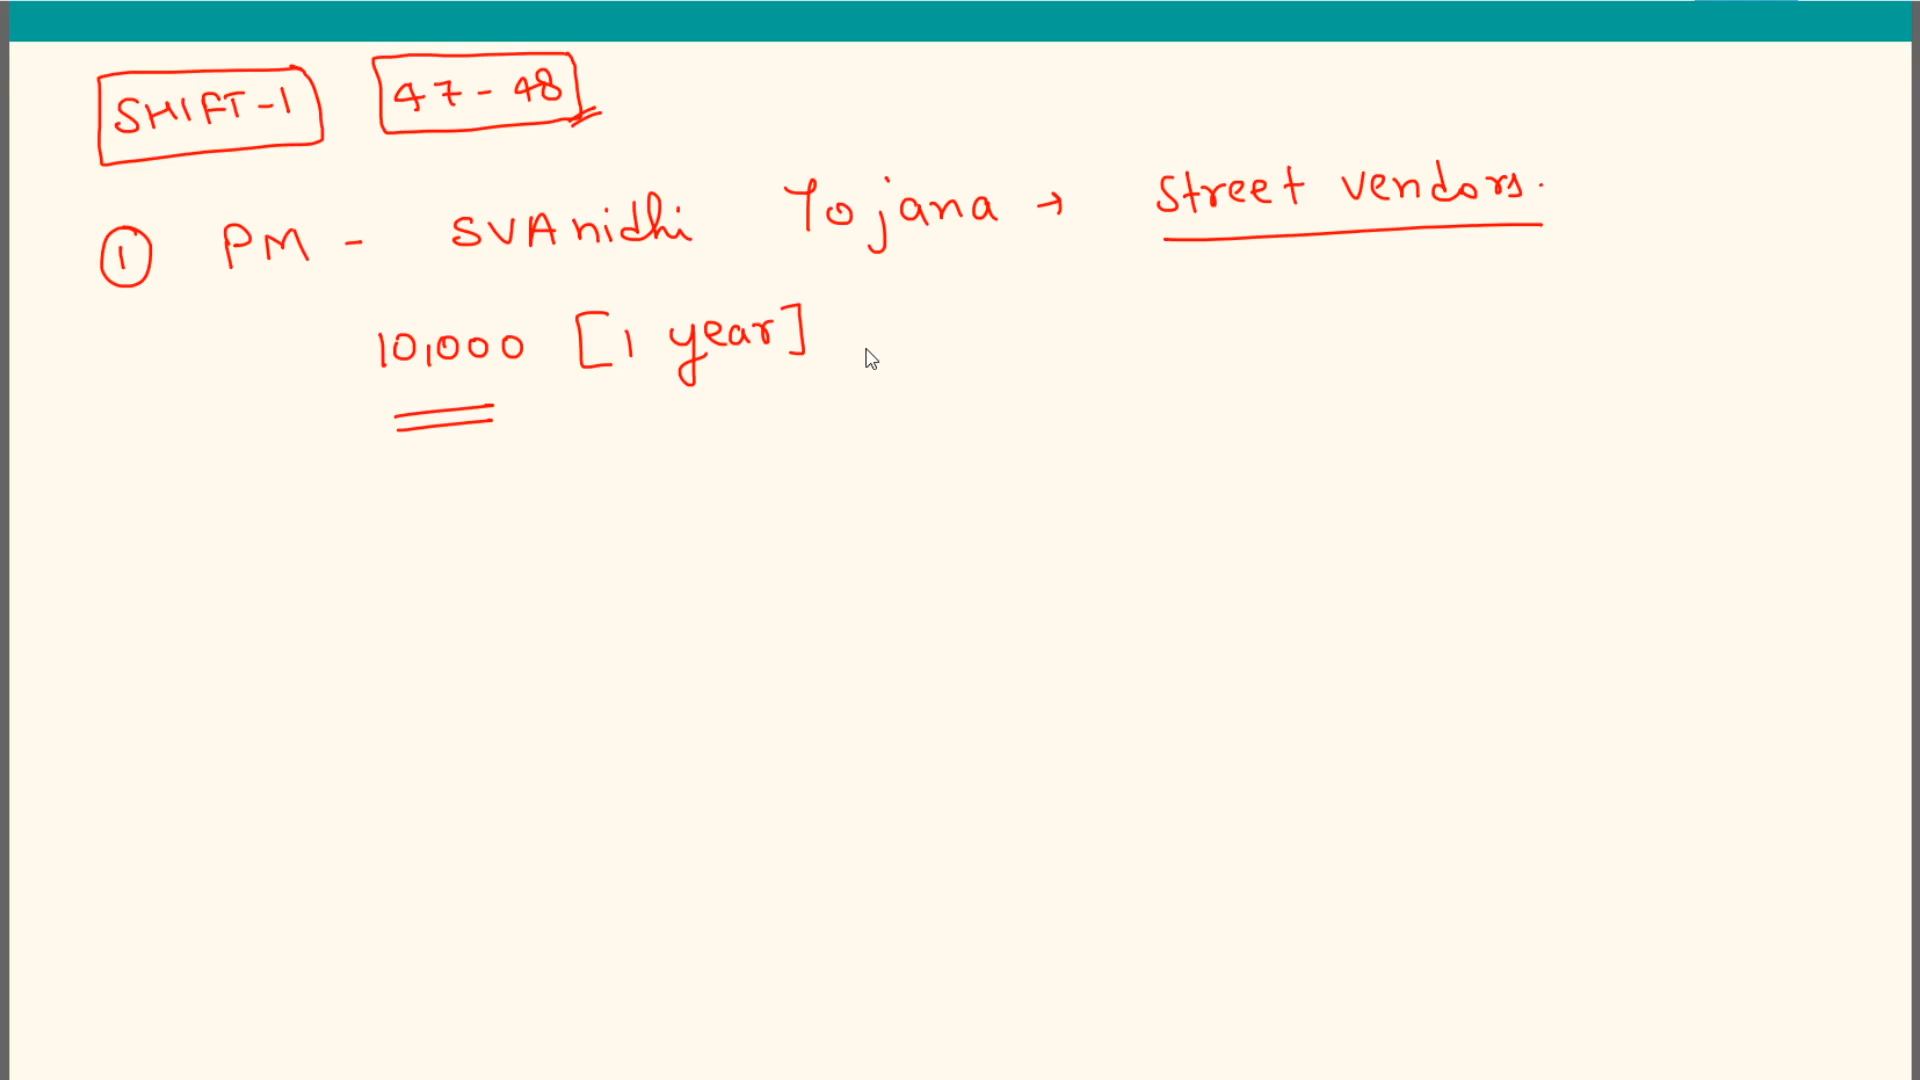 SHIFT-1 47-48
① PM - SVAnidhi Yojana → Street vendors.
10,000 [1 year]